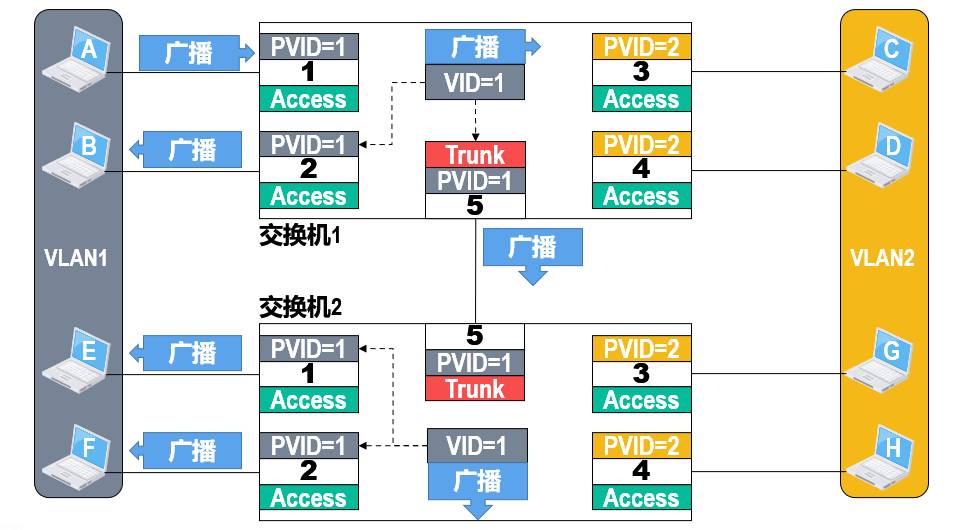 A
广播
PVID=1
1
Access
广播
VID=1
PVID=2
3
Access
C
B
广播
PVID=1
2
Access
Trunk
PVID=1
5
PVID=2
4
Access
D
交换机1
VLAN1
广播
VLAN2
交换机2
E
广播
PVID=1
1
Access
5
PVID=1
Trunk
PVID=2
3
Access
G
F
广播
PVID=1
2
Access
VID=1
广播
PVID=2
4
Access
H